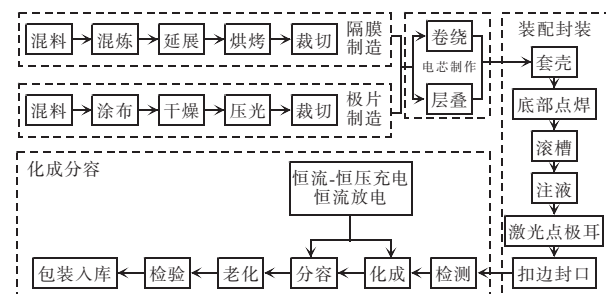 混料 混炼 延展 烘烤 裁切
隔膜
制造
混料 涂布 干燥 压光 裁切
极片
制造
卷绕
电芯制作
层叠
装配封装
套壳
底部点焊
滚槽
注液
激光点极耳
扣边封口
化成分容
恒流-恒压充电
恒流放电
包装入库 检验 老化 分容 化成 检测